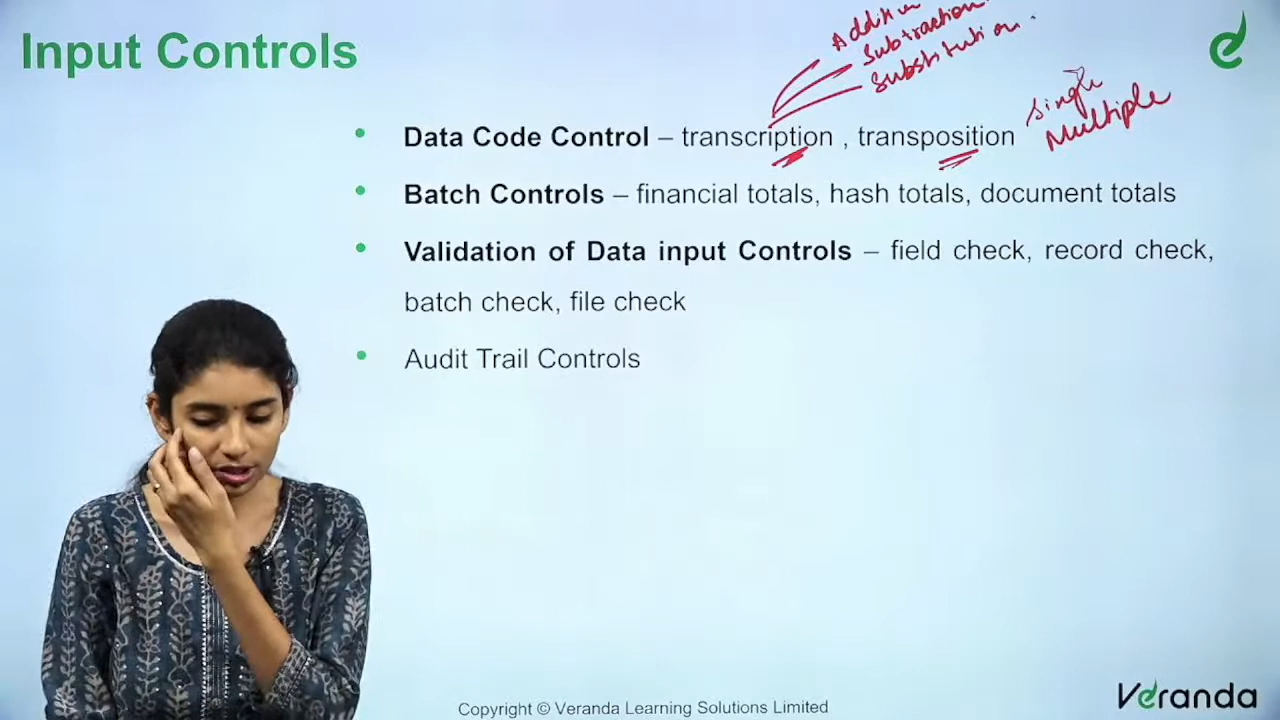 Input Controls
Addition
Subtraction
Substitution.
Single
Multiple
• Data Code Control – transcription , transposition
• Batch Controls – financial totals, hash totals, document totals
• Validation of Data input Controls – field check, record check,
batch check, file check
• Audit Trail Controls
Copyright © Veranda Learning Solutions Limited
Veranda